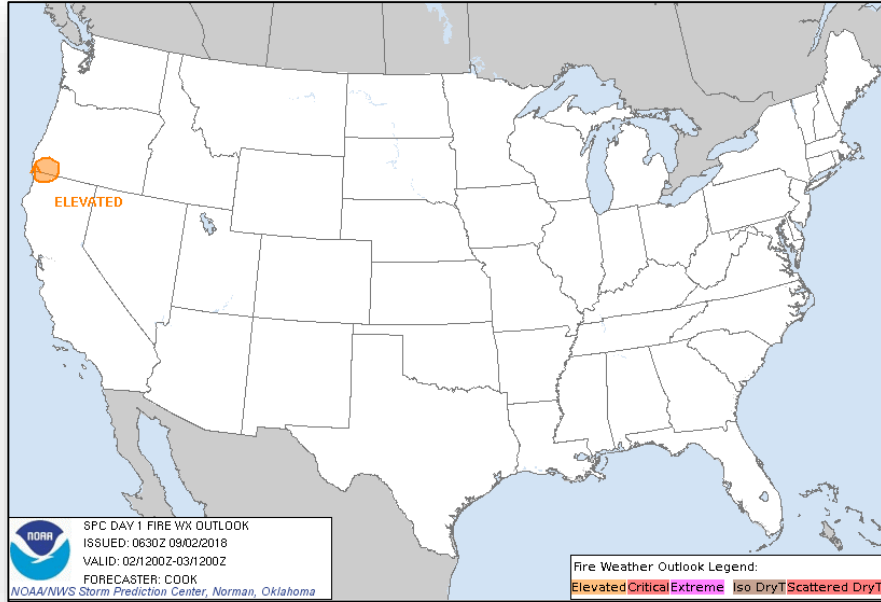 ELEVATED
NOAA
SPC DAY 1 FIRE WX OUTLOOK
ISSUED: 0630Z 09/02/2018
VALID: 02/1200Z-03/1200Z
FORECASTER: COOK
NOAA/NWS Storm Prediction Center, Norman, Oklahoma
Fire Weather Outlook Legend:
Elevated Critical Extreme Iso DryT Scattered DryT